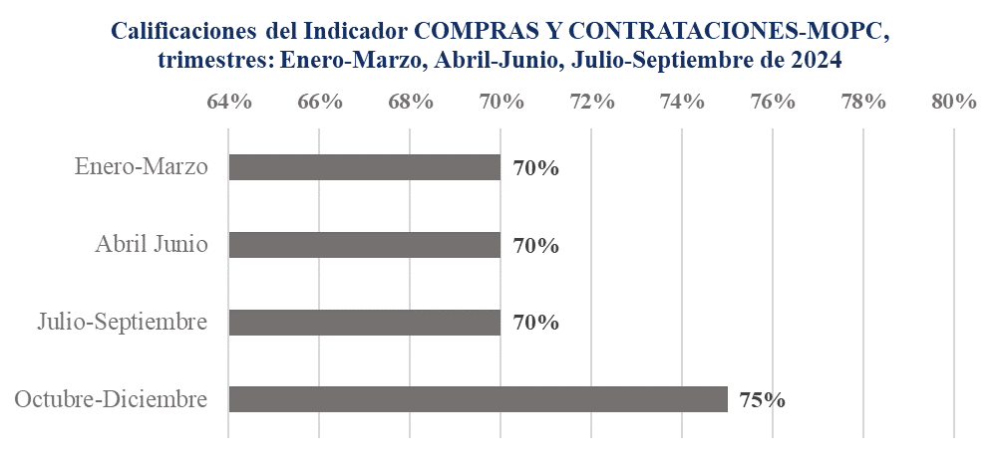 Calificaciones del Indicador COMPRAS Y CONTRATACIONES-MOPC,
trimestres: Enero-Marzo, Abril-Junio, Julio-Septiembre de 2024
64% 66% 68% 70% 72% 74% 76% 78% 80%
Enero-Marzo 70%
Abril Junio 70%
Julio-Septiembre 70%
Octubre-Diciembre 75%